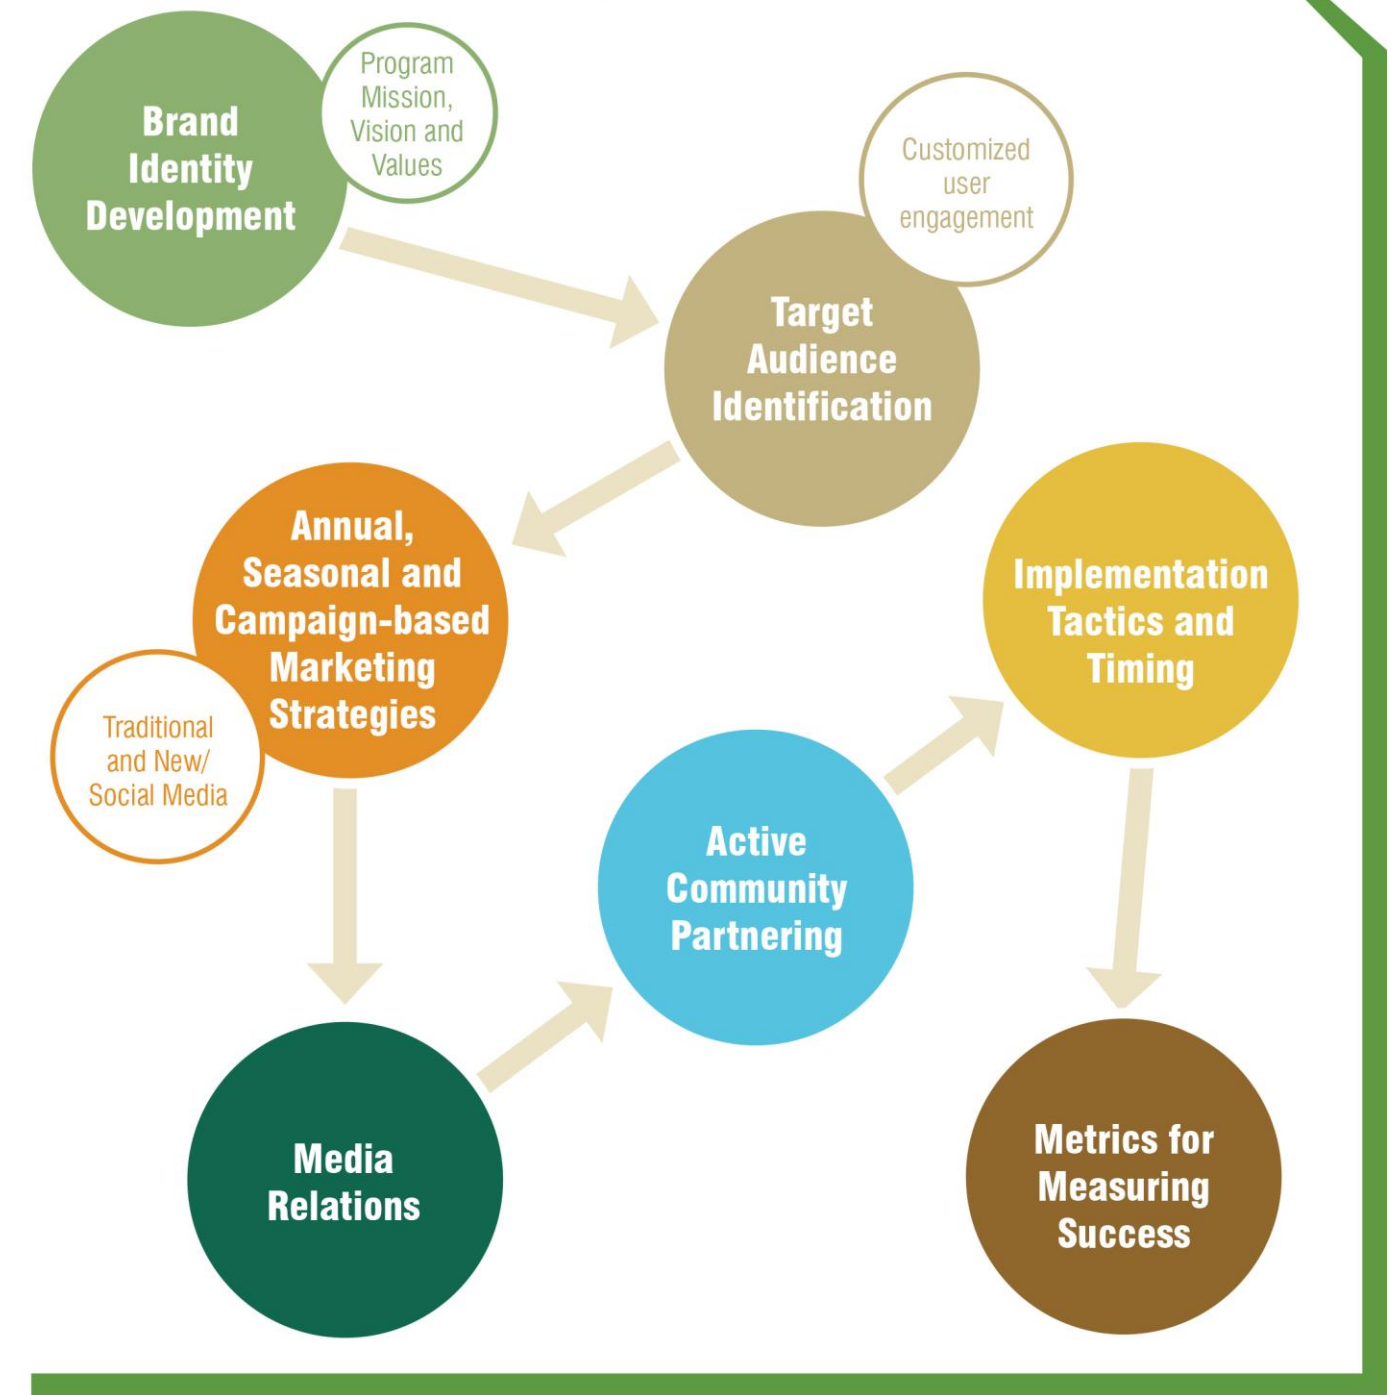 Brand
Identity
Development
Program
Mission,
Vision and
Values
Customized
user
engagement
Target
Audience
Identification
Annual,
Seasonal and
Campaign-based
Marketing
Strategies
Traditional
and New/
Social Media
Media
Relations
Active
Community
Partnering
Implementation
Tactics and
Timing
Metrics for
Measuring
Success